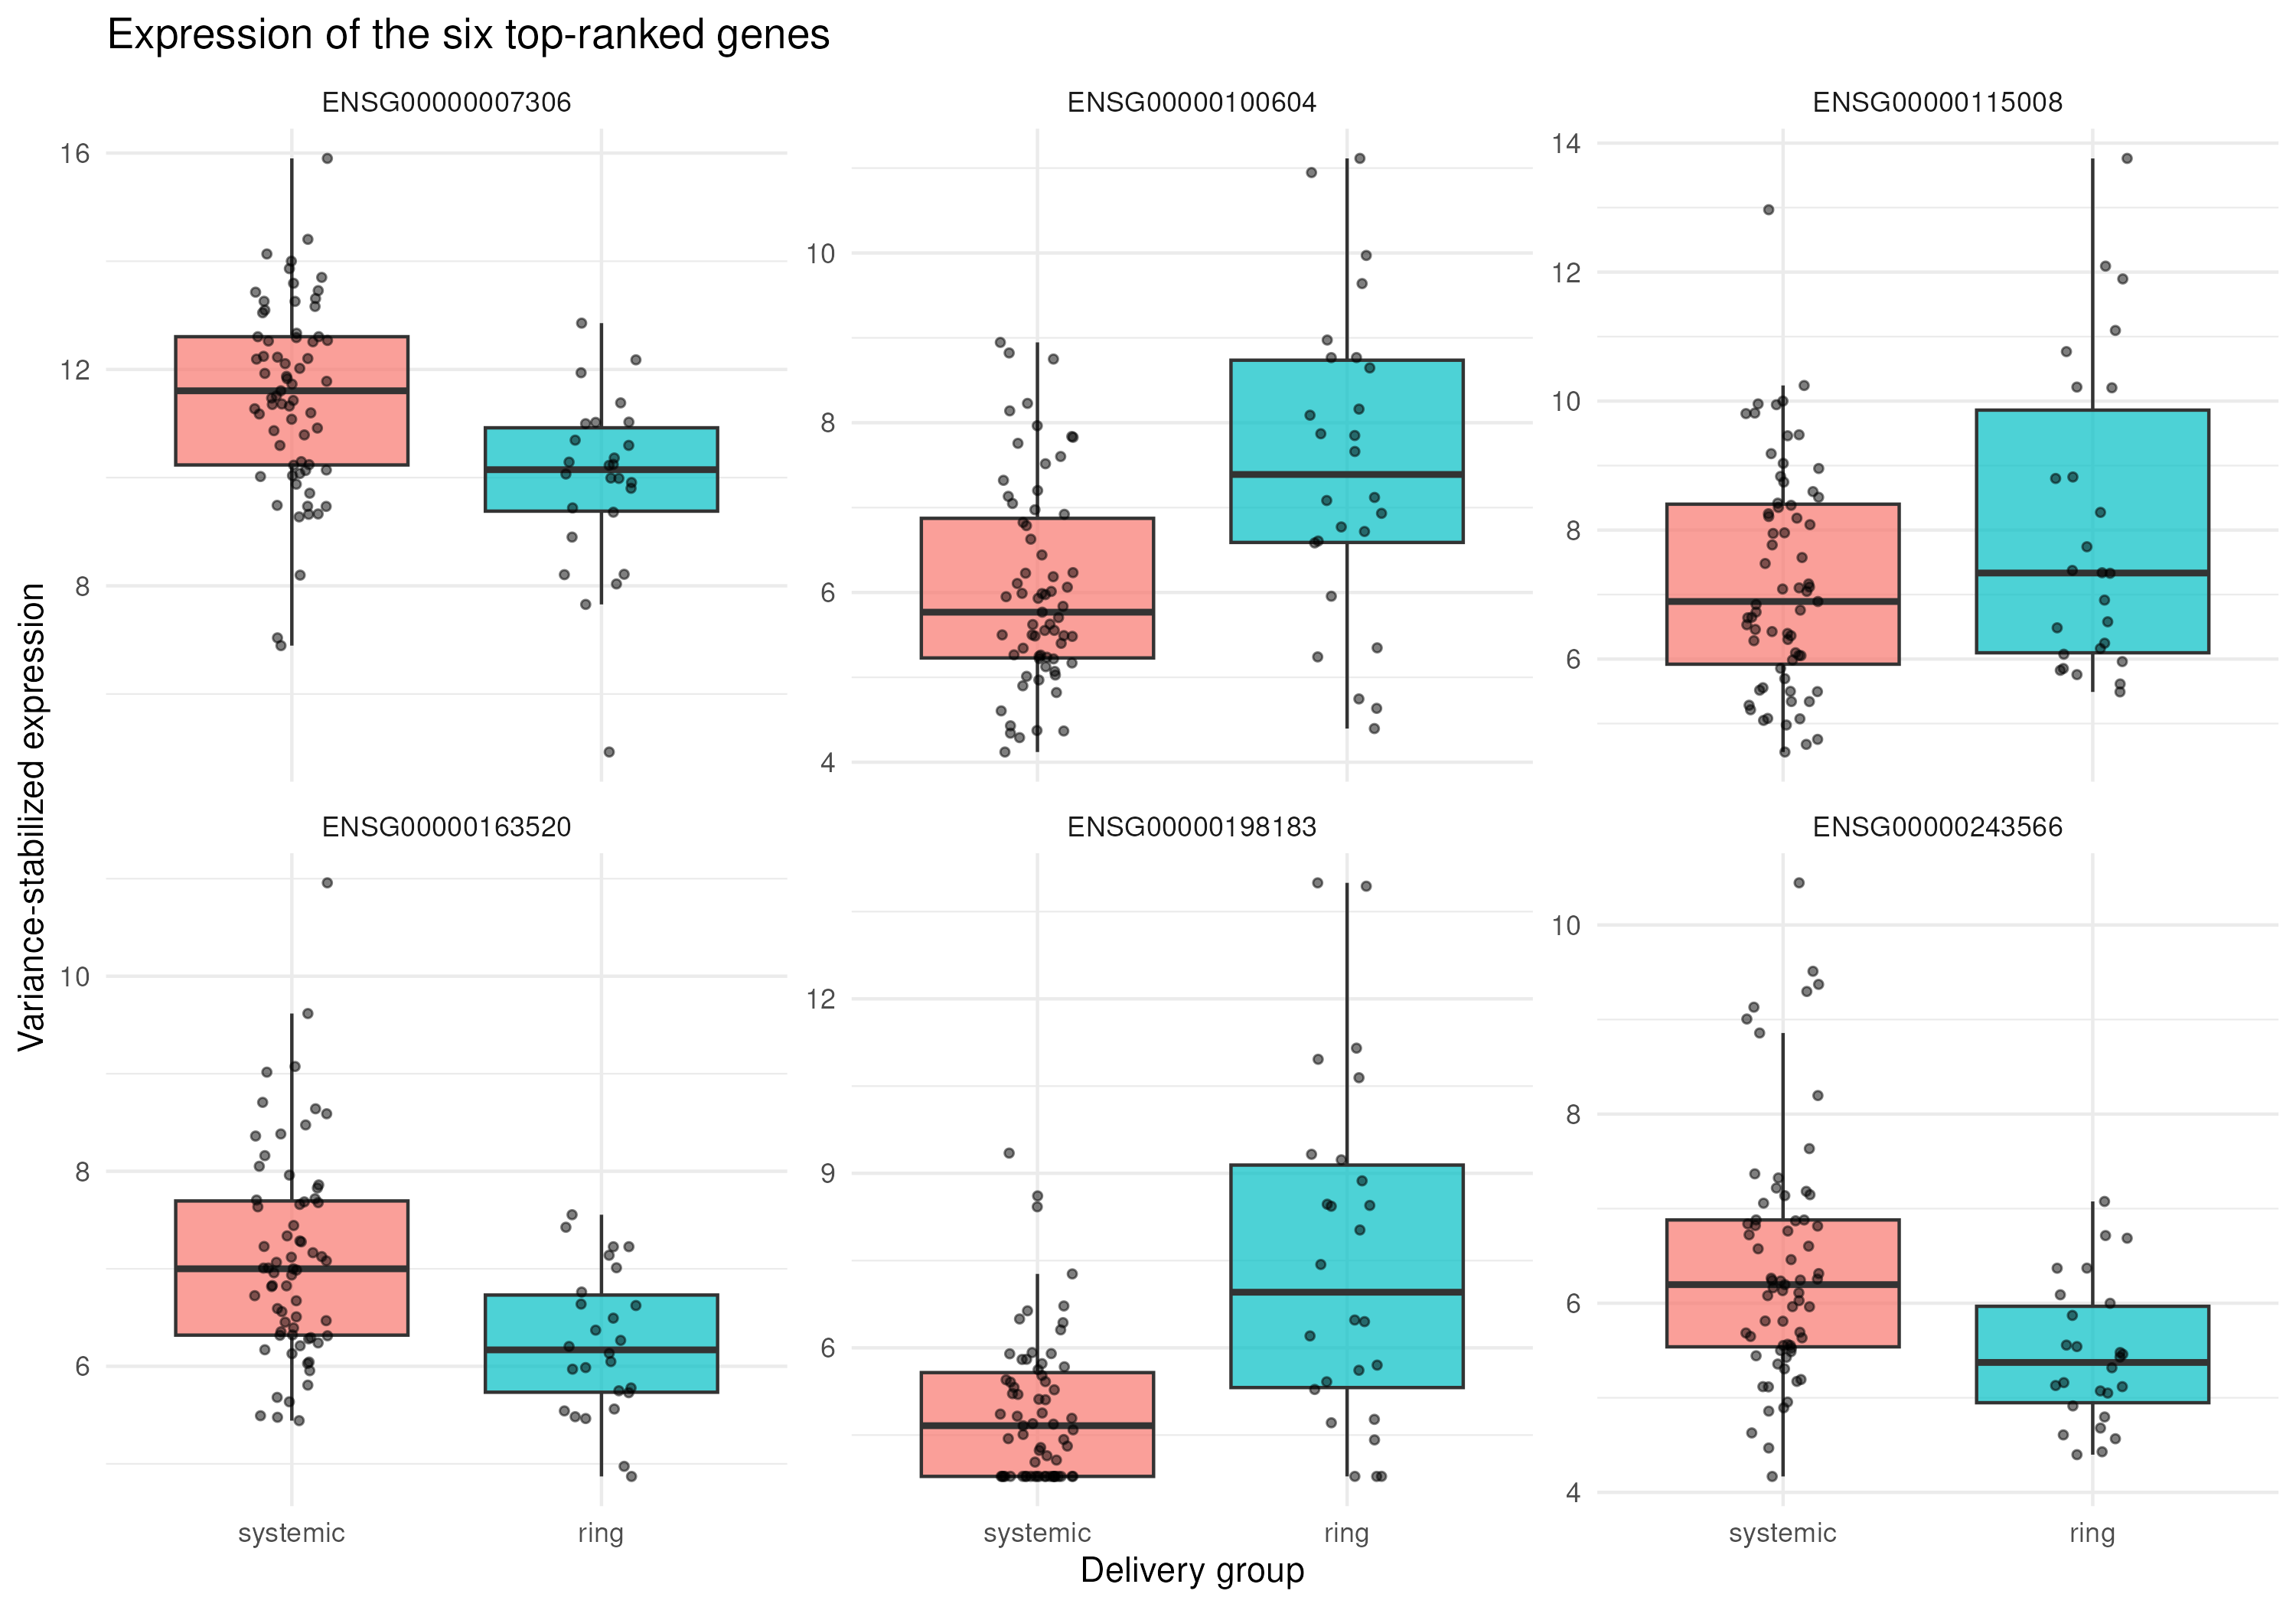 Expression of the six top-ranked genes
ENSG00000007306
ENSG00000100604
ENSG00000115008
16
12
8
10
8
6
4
14
12
10
8
6
Variance-stabilized expression
ENSG00000163520
ENSG00000198183
ENSG00000243566
10
8
6
12
9
6
10
8
6
4
systemic
ring
systemic
ring
systemic
ring
Delivery group